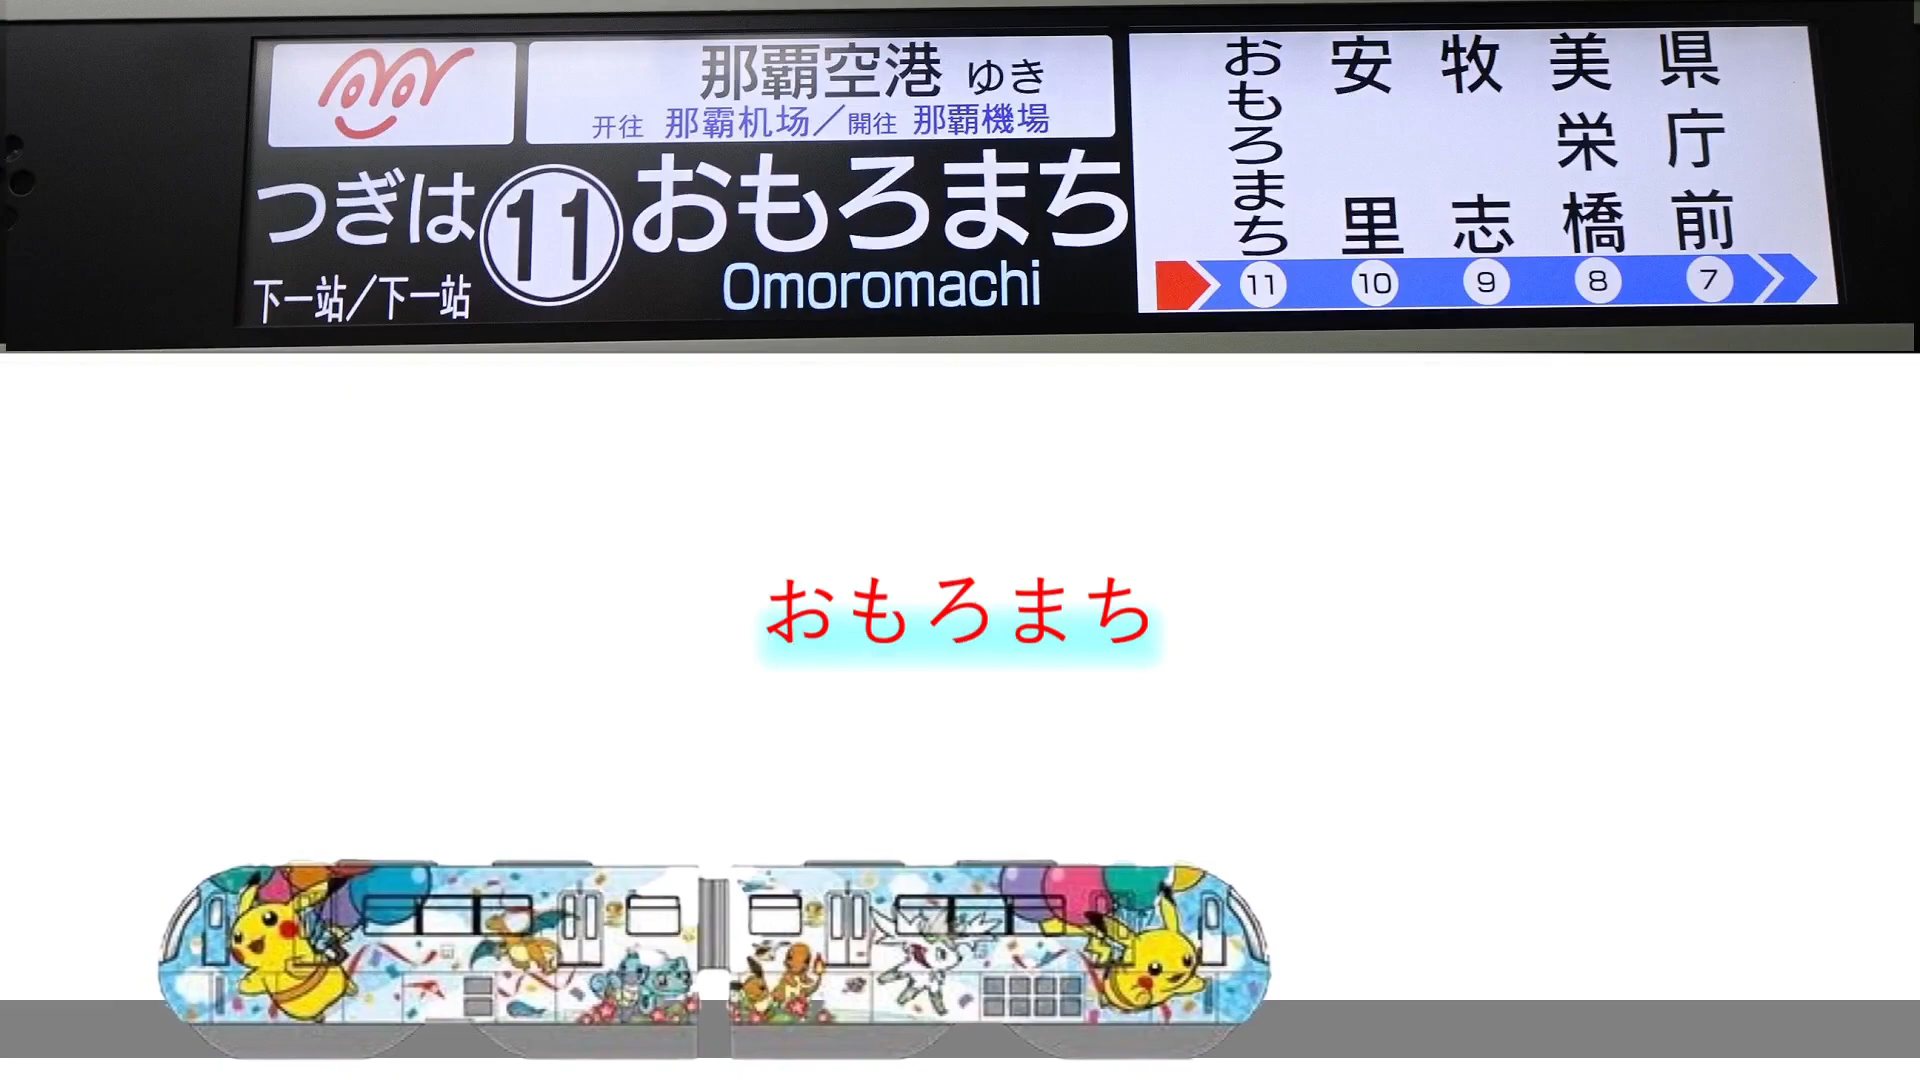 那覇空港 ゆき
开往 那霸机场／開往 那覇機場
つぎは 11 おもろまち
下一站／下一站 Omoromachi
おもろまち 安里 牧志 美栄橋 県庁前
11 10 9 8 7
おもろまち